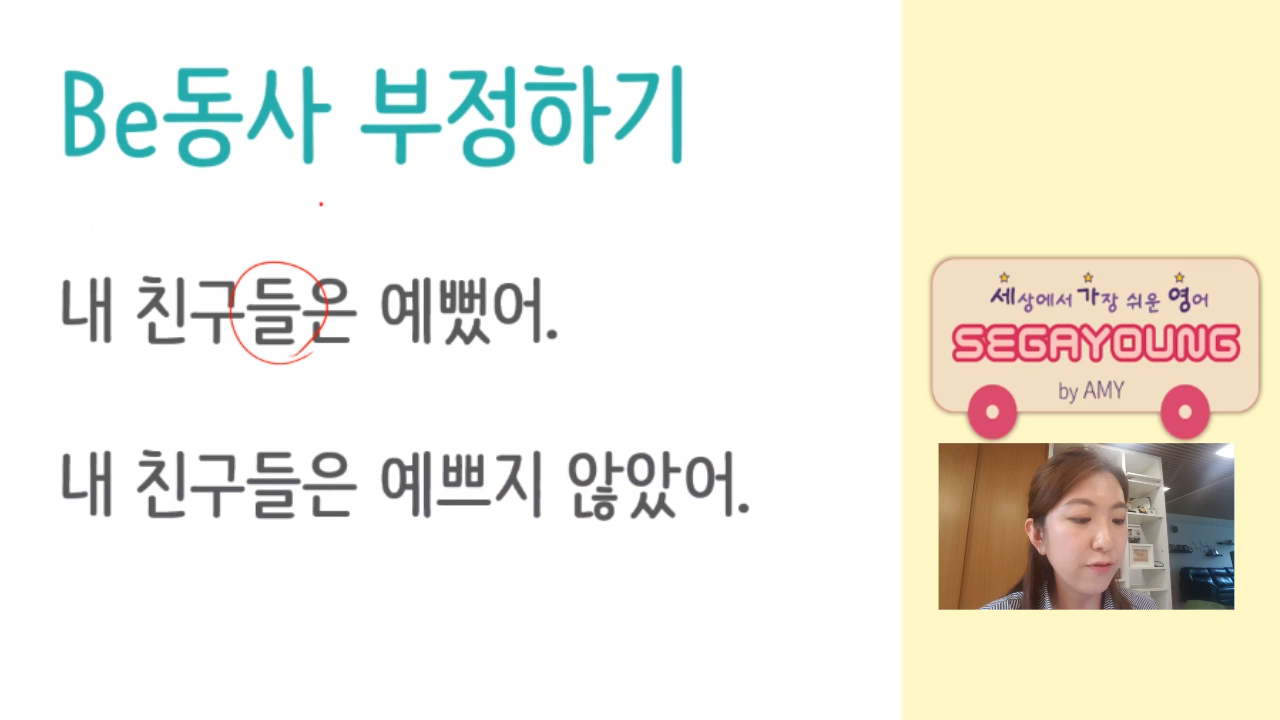 Be동사 부정하기
내 친구들은 예뻤어.
내 친구들은 예쁘지 않았어.
세상에서 가장 쉬운 영어
SEGAYOUNG
by AMY